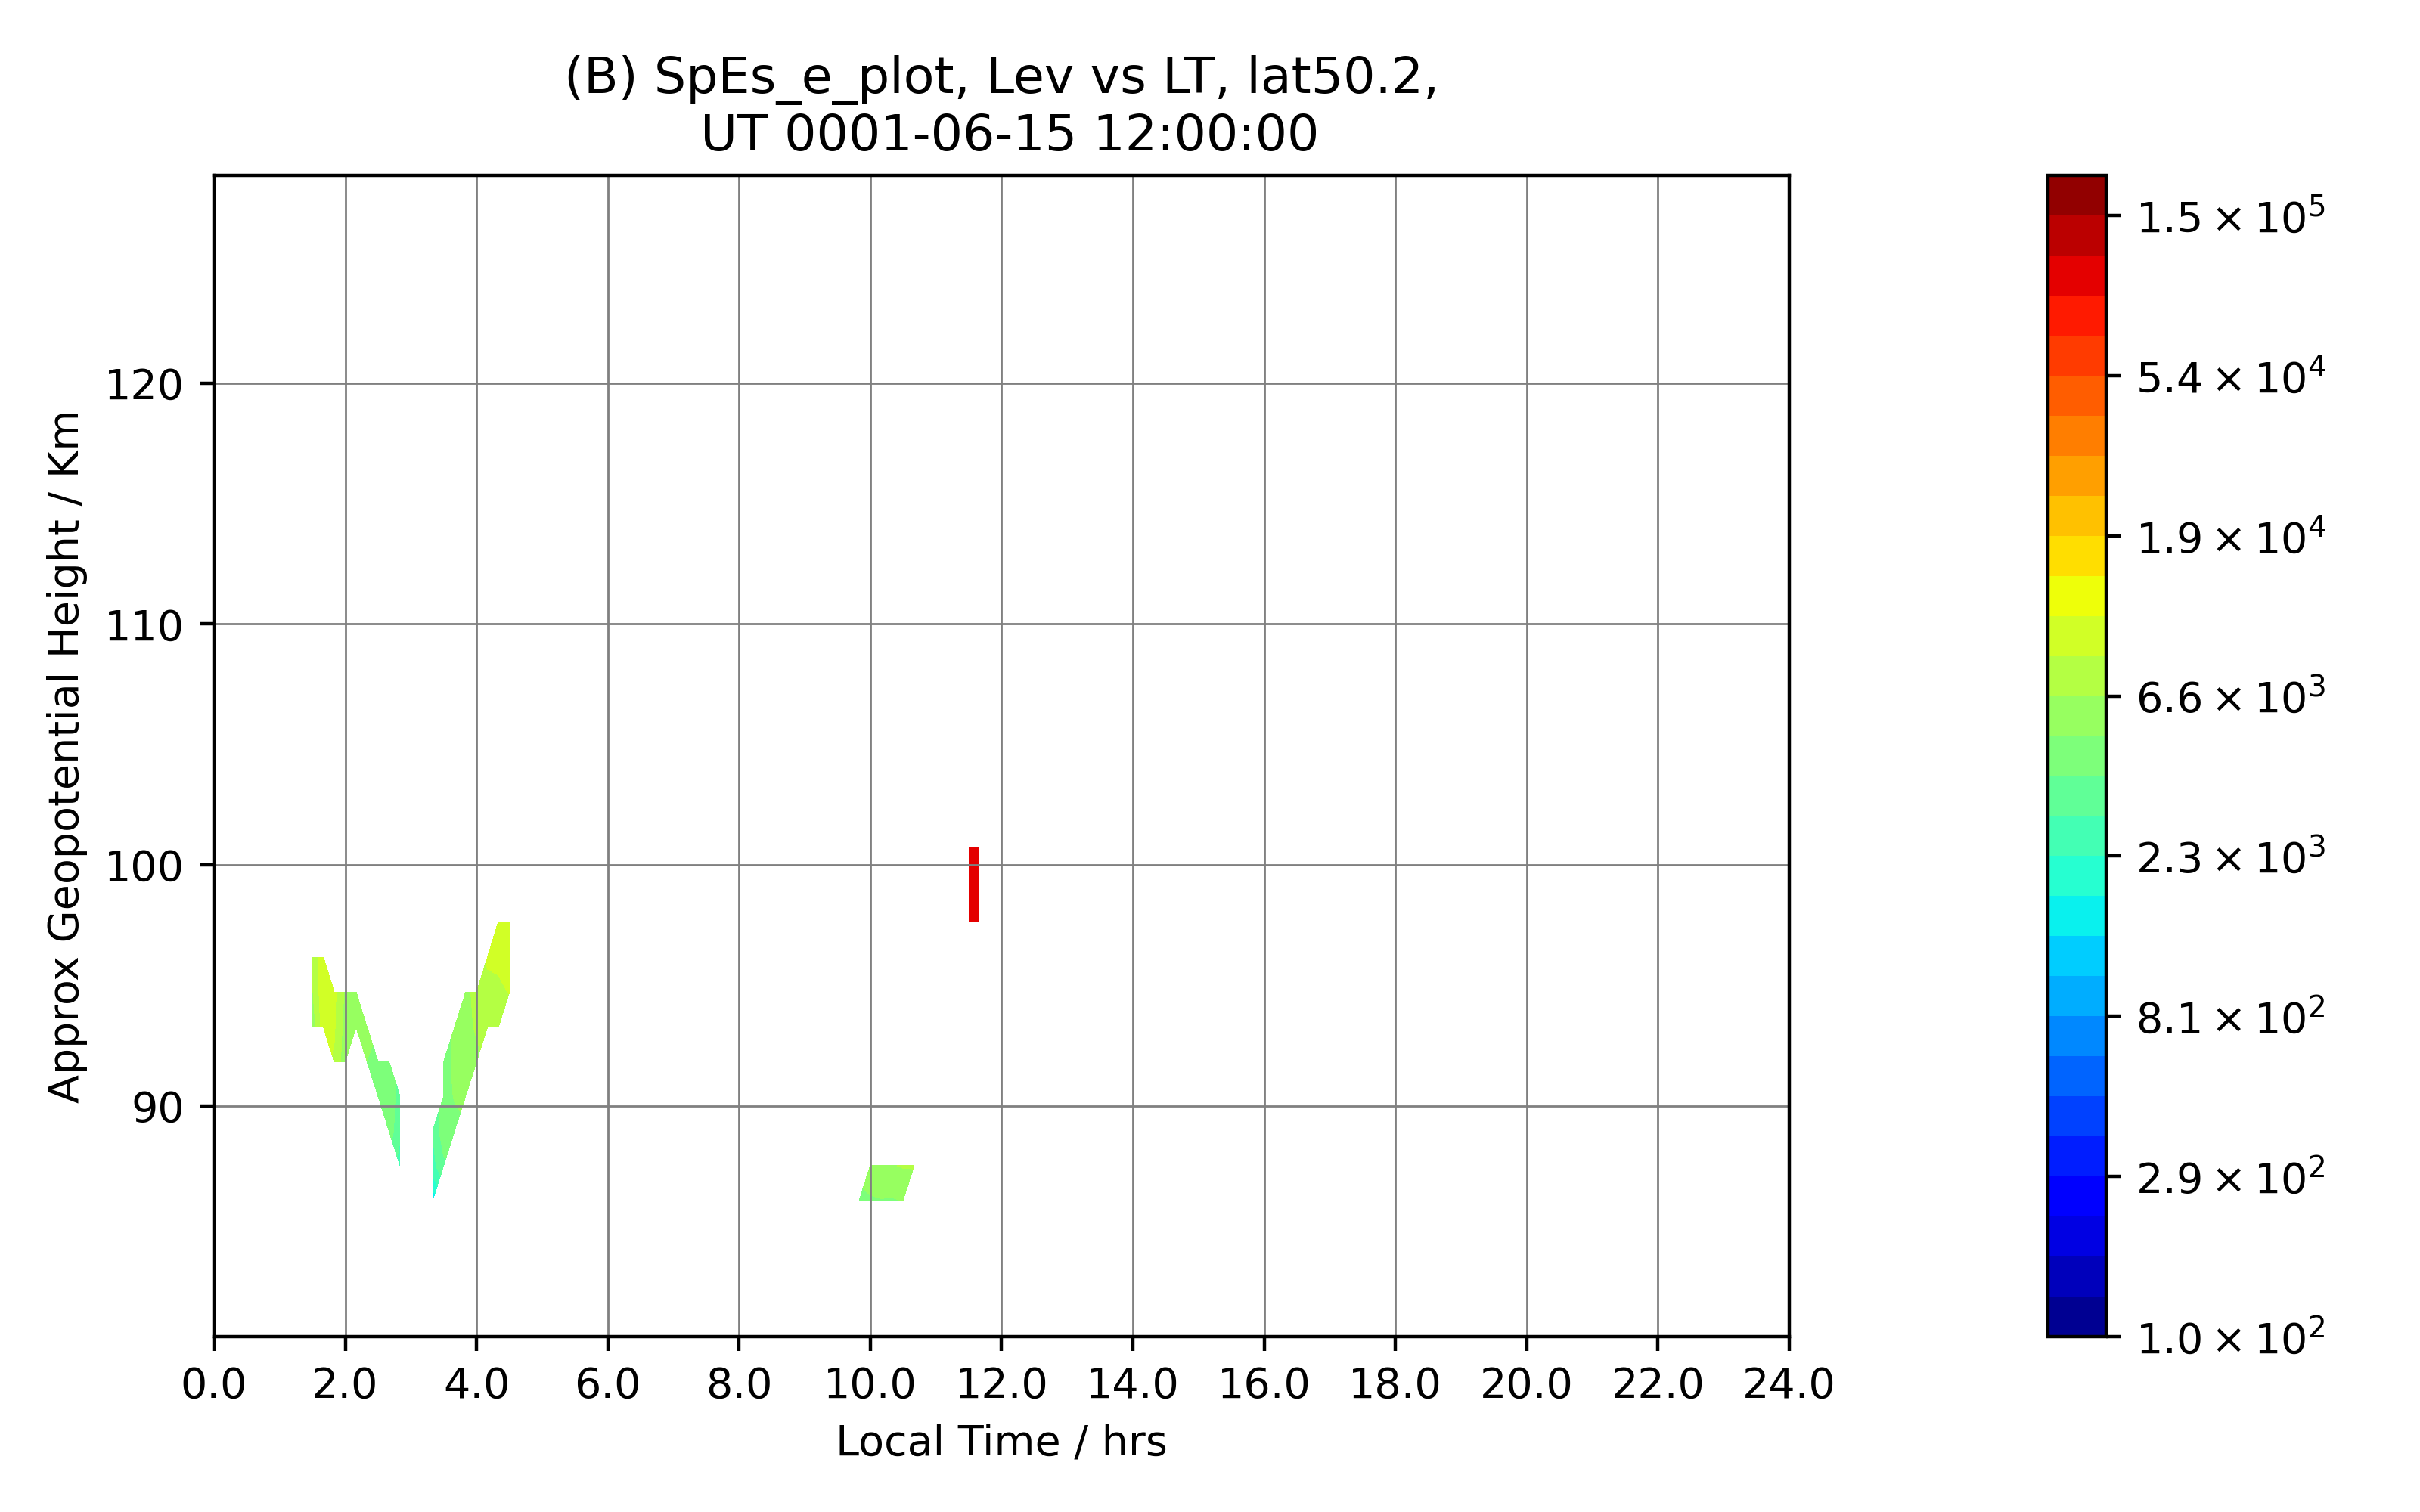 (B) SpEs_e_plot, Lev vs LT, lat50.2,
UT 0001-06-15 12:00:00
Approx Geopotential Height / Km
120
110
100
90
0.0 2.0 4.0 6.0 8.0 10.0 12.0 14.0 16.0 18.0 20.0 22.0 24.0
Local Time / hrs
1.5 × 10⁵
5.4 × 10⁴
1.9 × 10⁴
6.6 × 10³
2.3 × 10³
8.1 × 10²
2.9 × 10²
1.0 × 10²